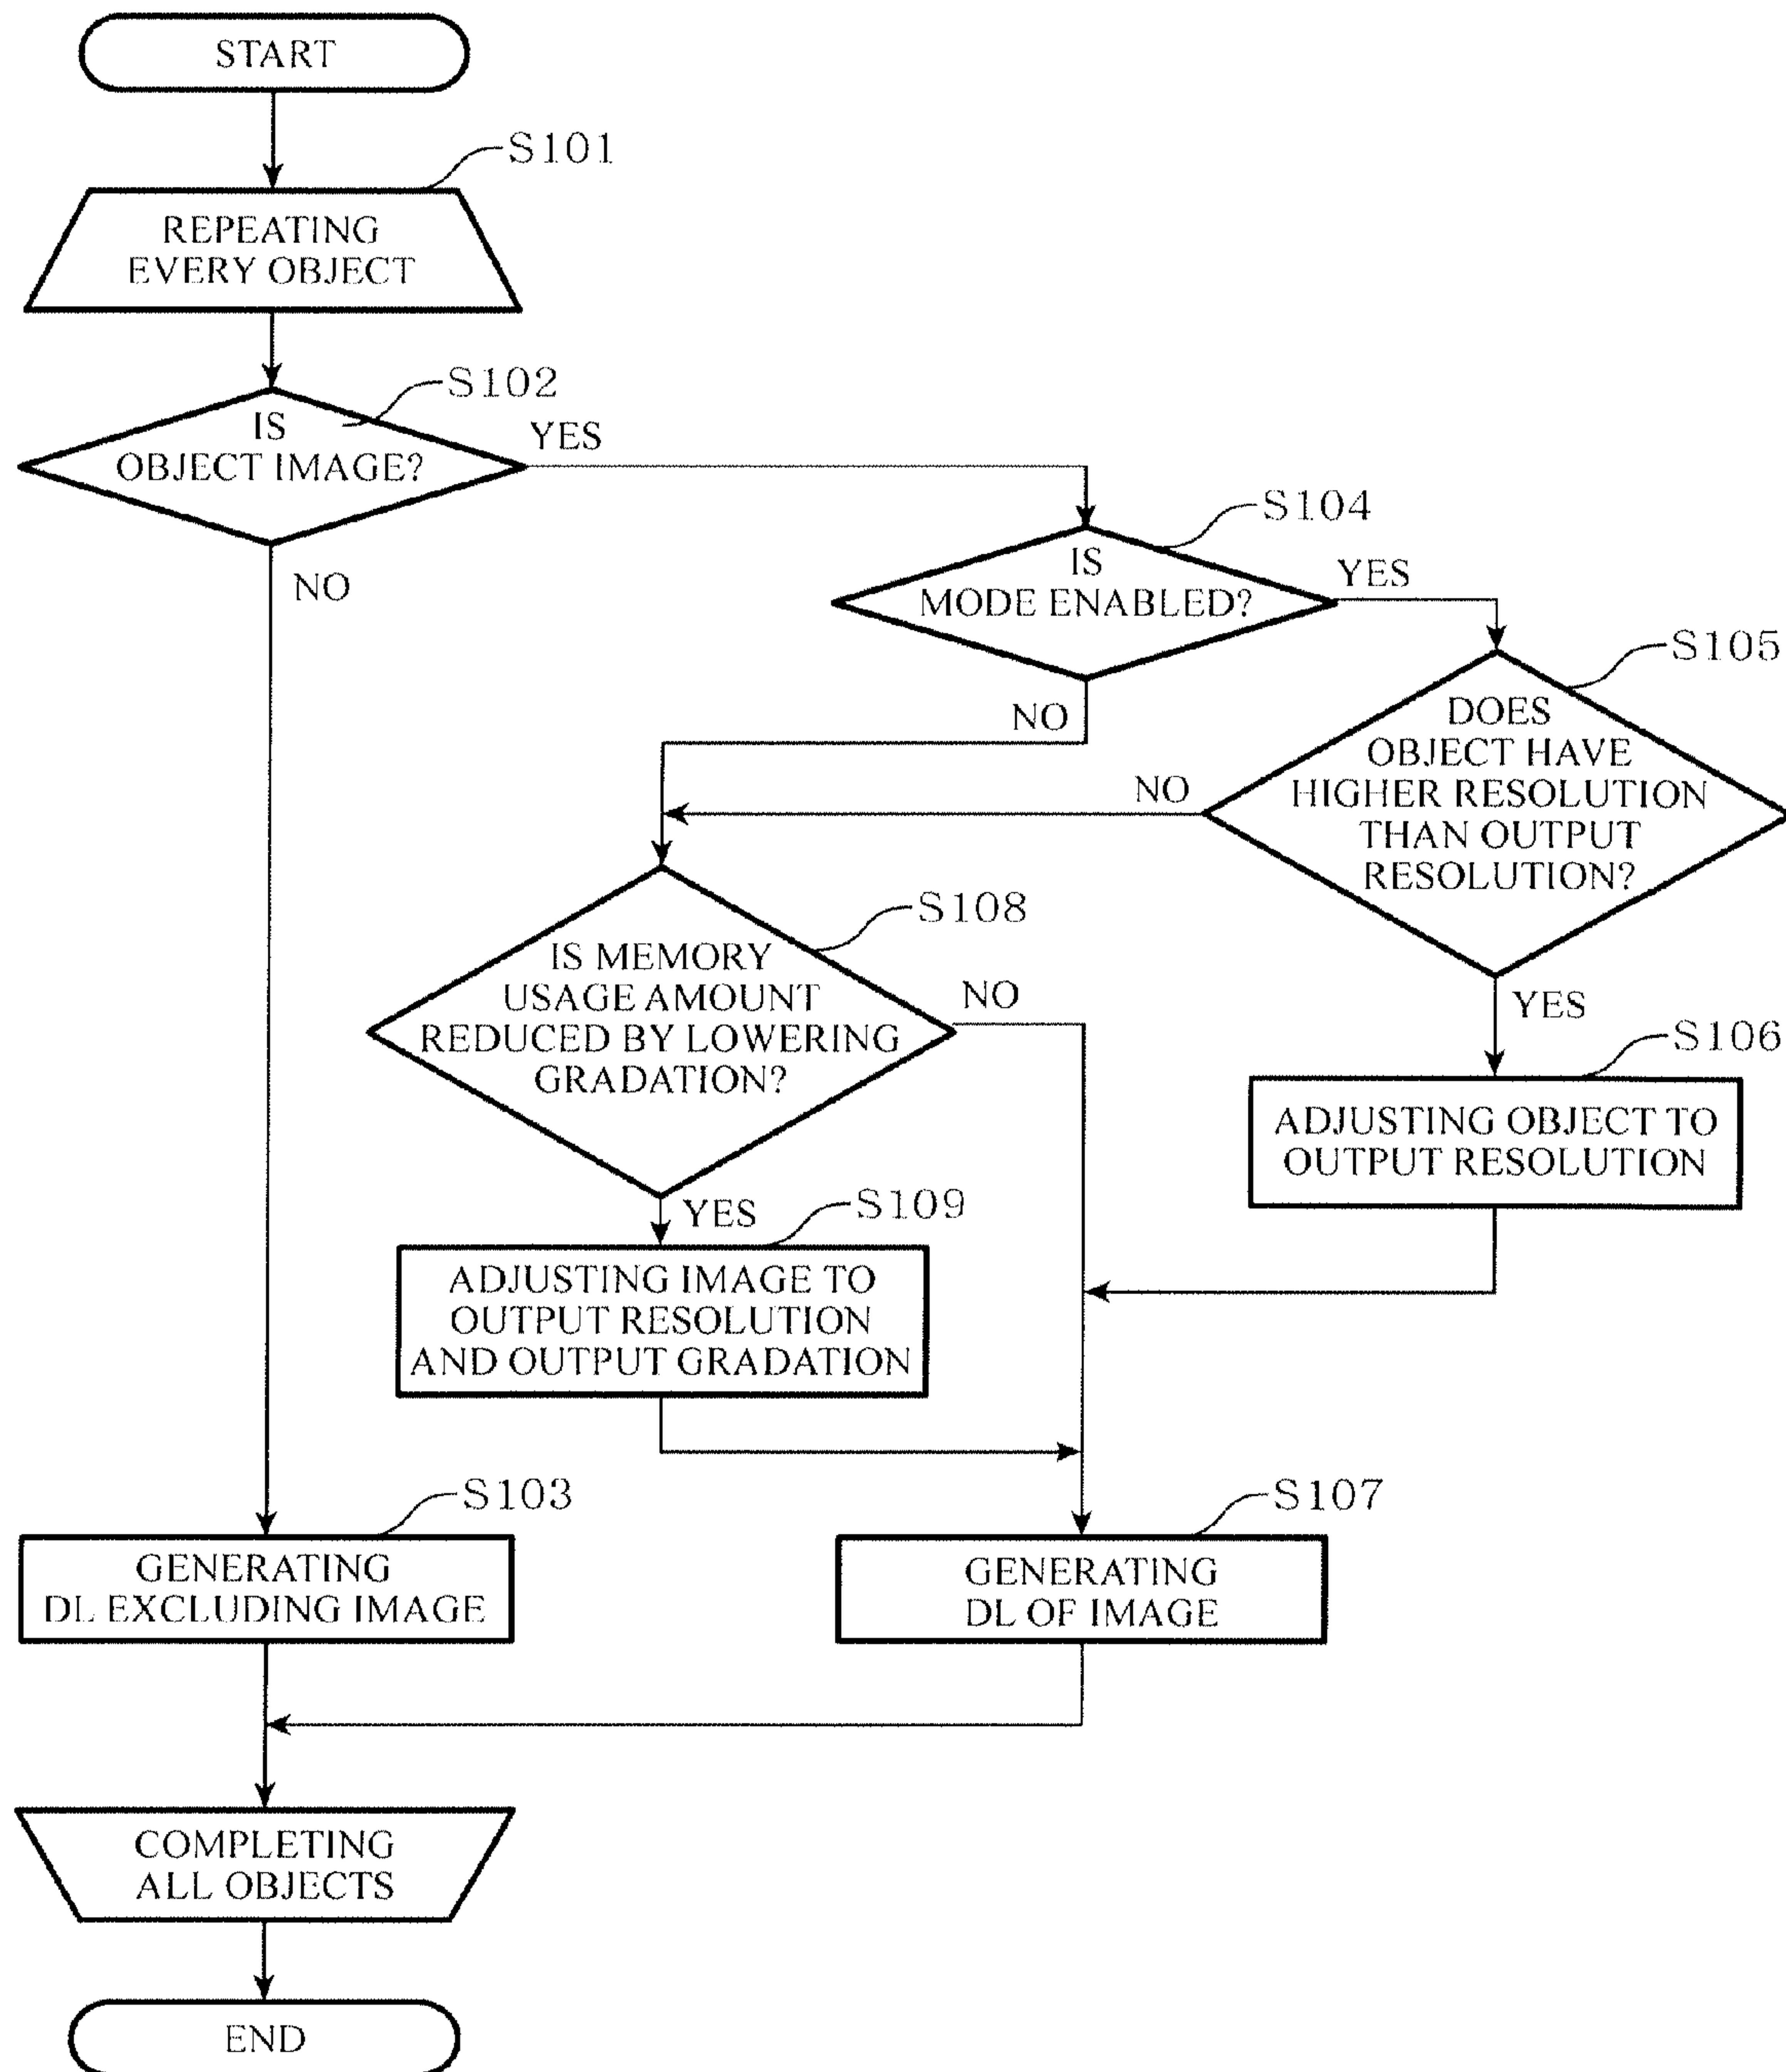 START
S101
REPEATING
EVERY OBJECT
S102
IS
OBJECT IMAGE?
YES
NO
S104
IS
MODE ENABLED?
YES
NO
S105
DOES
OBJECT HAVE
HIGHER RESOLUTION
THAN OUTPUT
RESOLUTION?
NO
YES
S108
IS MEMORY
USAGE AMOUNT
REDUCED BY LOWERING
GRADATION?
NO
YES
S106
ADJUSTING OBJECT TO
OUTPUT RESOLUTION
S109
ADJUSTING IMAGE TO
OUTPUT RESOLUTION
AND OUTPUT GRADATION
S103
GENERATING
DL EXCLUDING IMAGE
S107
GENERATING
DL OF IMAGE
COMPLETING
ALL OBJECTS
END